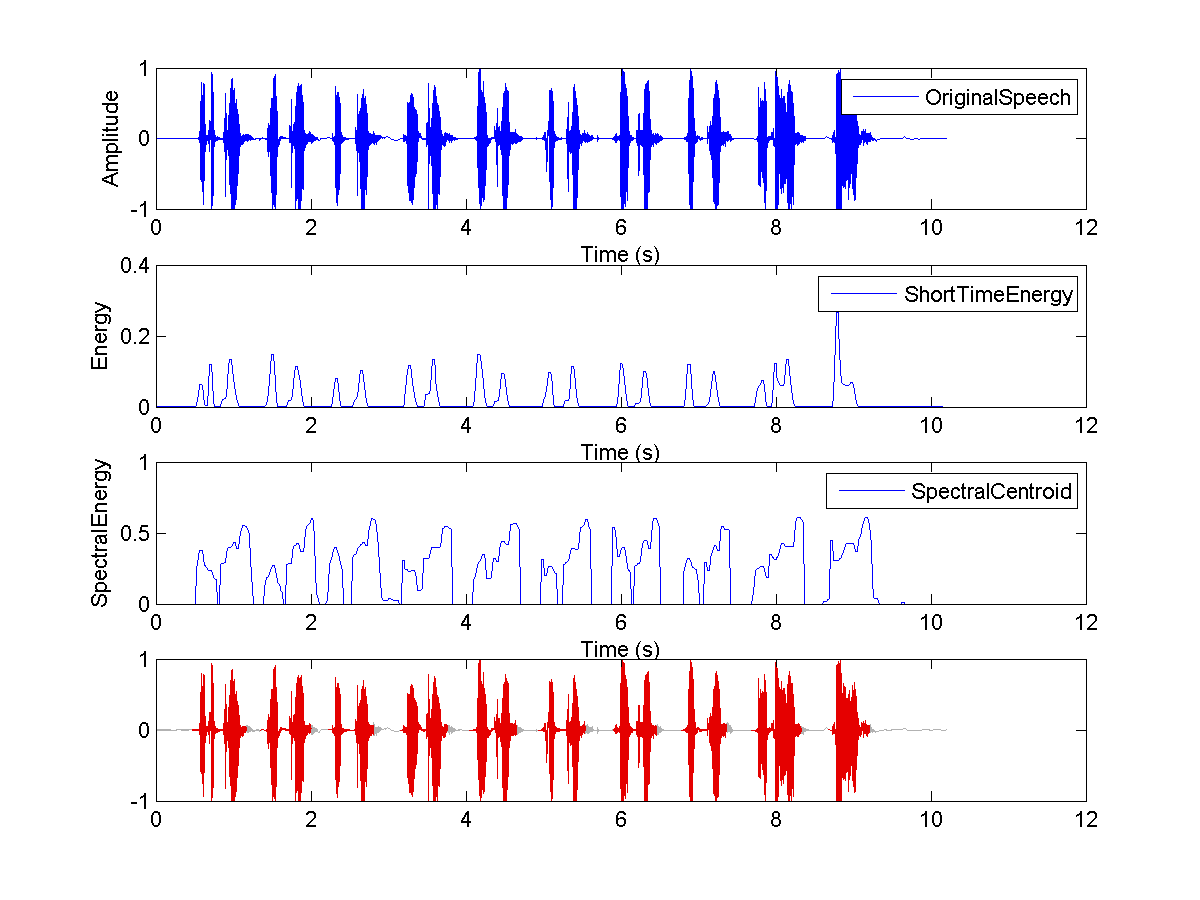 1
OriginalSpeech
Amplitude
0
-1
0 2 4 6 8 10 12
Time (s)
0.4
ShortTimeEnergy
Energy
0.2
0
0 2 4 6 8 10 12
Time (s)
1
SpectralCentroid
SpectralEnergy
0.5
0
0 2 4 6 8 10 12
Time (s)
1
0
-1
0 2 4 6 8 10 12